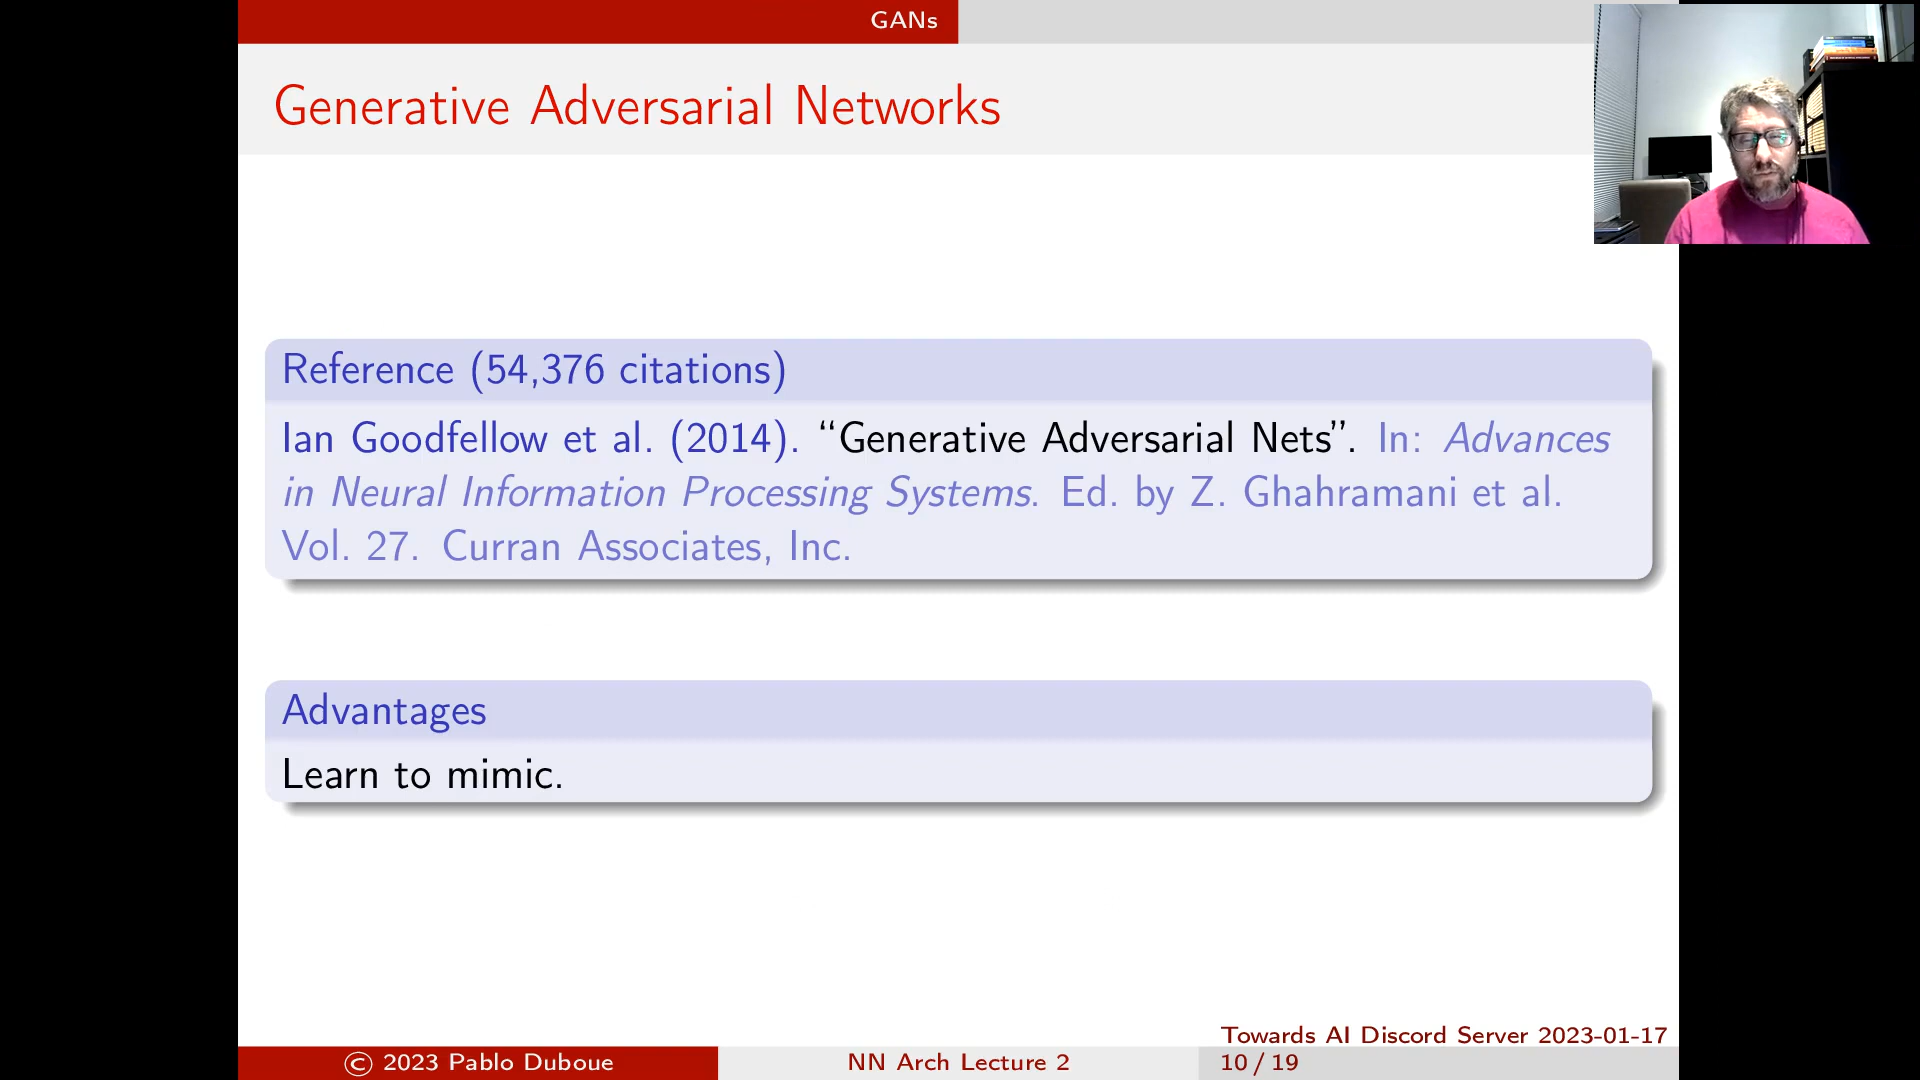 GANs
Generative Adversarial Networks
Reference (54,376 citations)
Ian Goodfellow et al. (2014). “Generative Adversarial Nets”. In: Advances
in Neural Information Processing Systems. Ed. by Z. Ghahramani et al.
Vol. 27. Curran Associates, Inc.
Advantages
Learn to mimic.
Towards AI Discord Server 2023-01-17
© 2023 Pablo Duboue
NN Arch Lecture 2
10 / 19